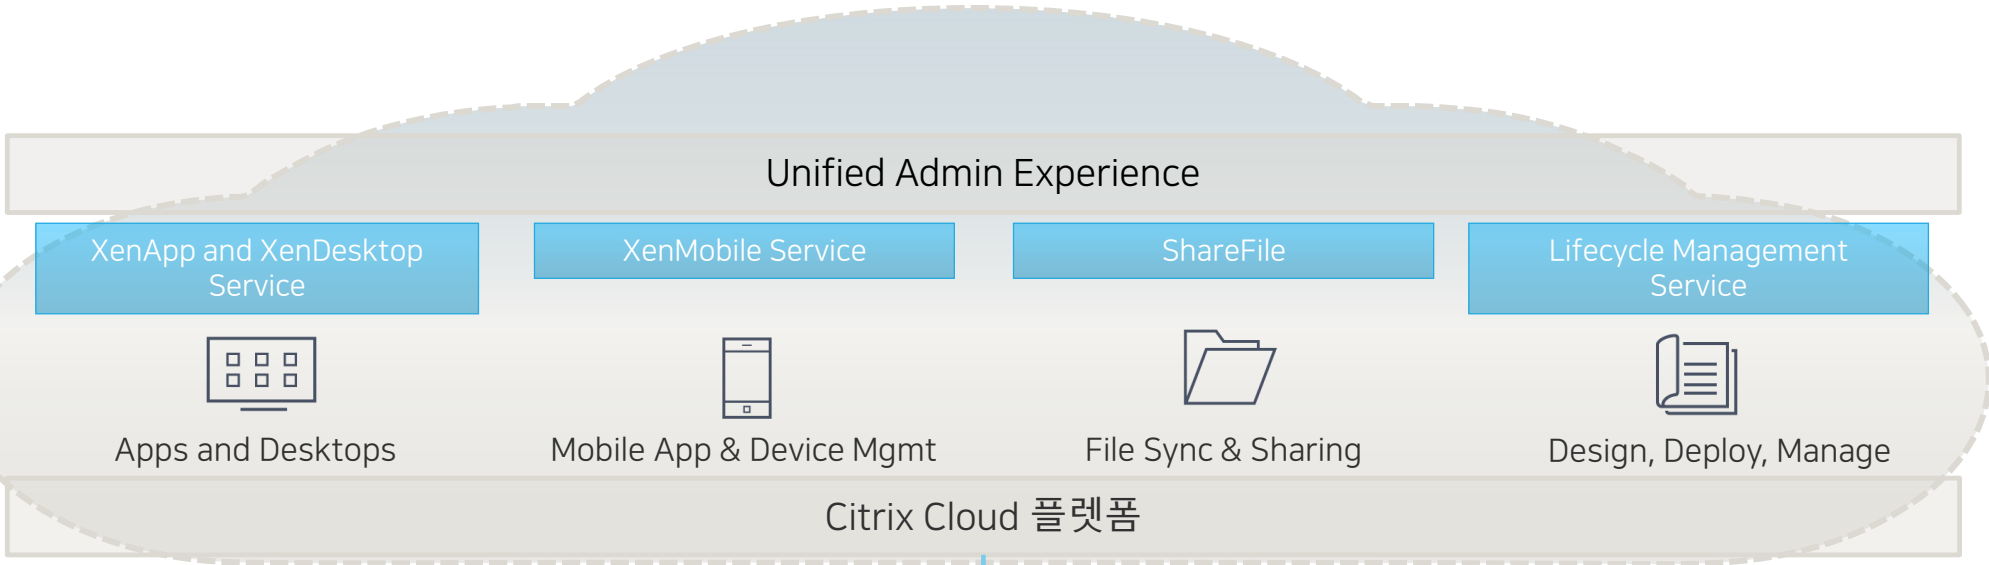 Unified Admin Experience
XenApp and XenDesktop
Service
XenMobile Service
ShareFile
Lifecycle Management
Service
Apps and Desktops
Mobile App & Device Mgmt
File Sync & Sharing
Design, Deploy, Manage
Citrix Cloud 플렛폼